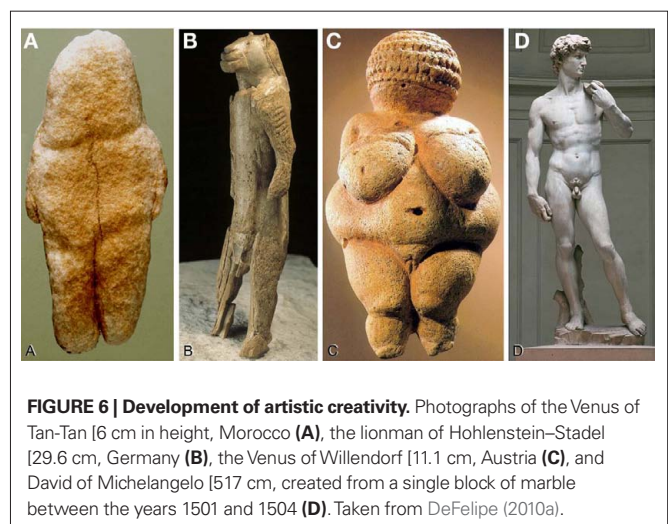 A B C D
A B C D
FIGURE 6 | Development of artistic creativity. Photographs of the Venus of
Tan-Tan [6 cm in height, Morocco (A), the lionman of Hohlenstein–Stadel
[29.6 cm, Germany (B), the Venus of Willendorf [11.1 cm, Austria (C), and
David of Michelangelo [517 cm, created from a single block of marble
between the years 1501 and 1504 (D). Taken from DeFelipe (2010a).